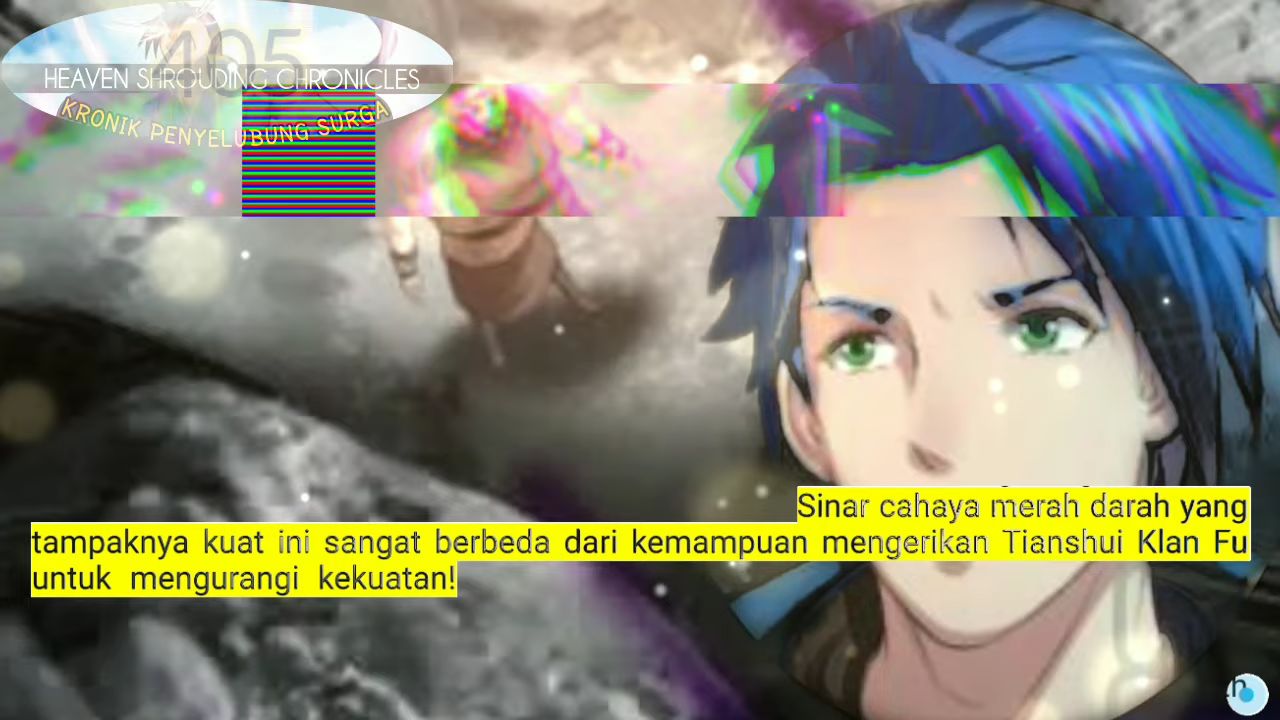 405
HEAVEN SHROUDING CHRONICLES
KRONIK PENYELUBUNG SURGA
Sinar cahaya merah darah yang
tampaknya kuat ini sangat berbeda dari kemampuan mengerikan Tianshui Klan Fu
untuk mengurangi kekuatan!